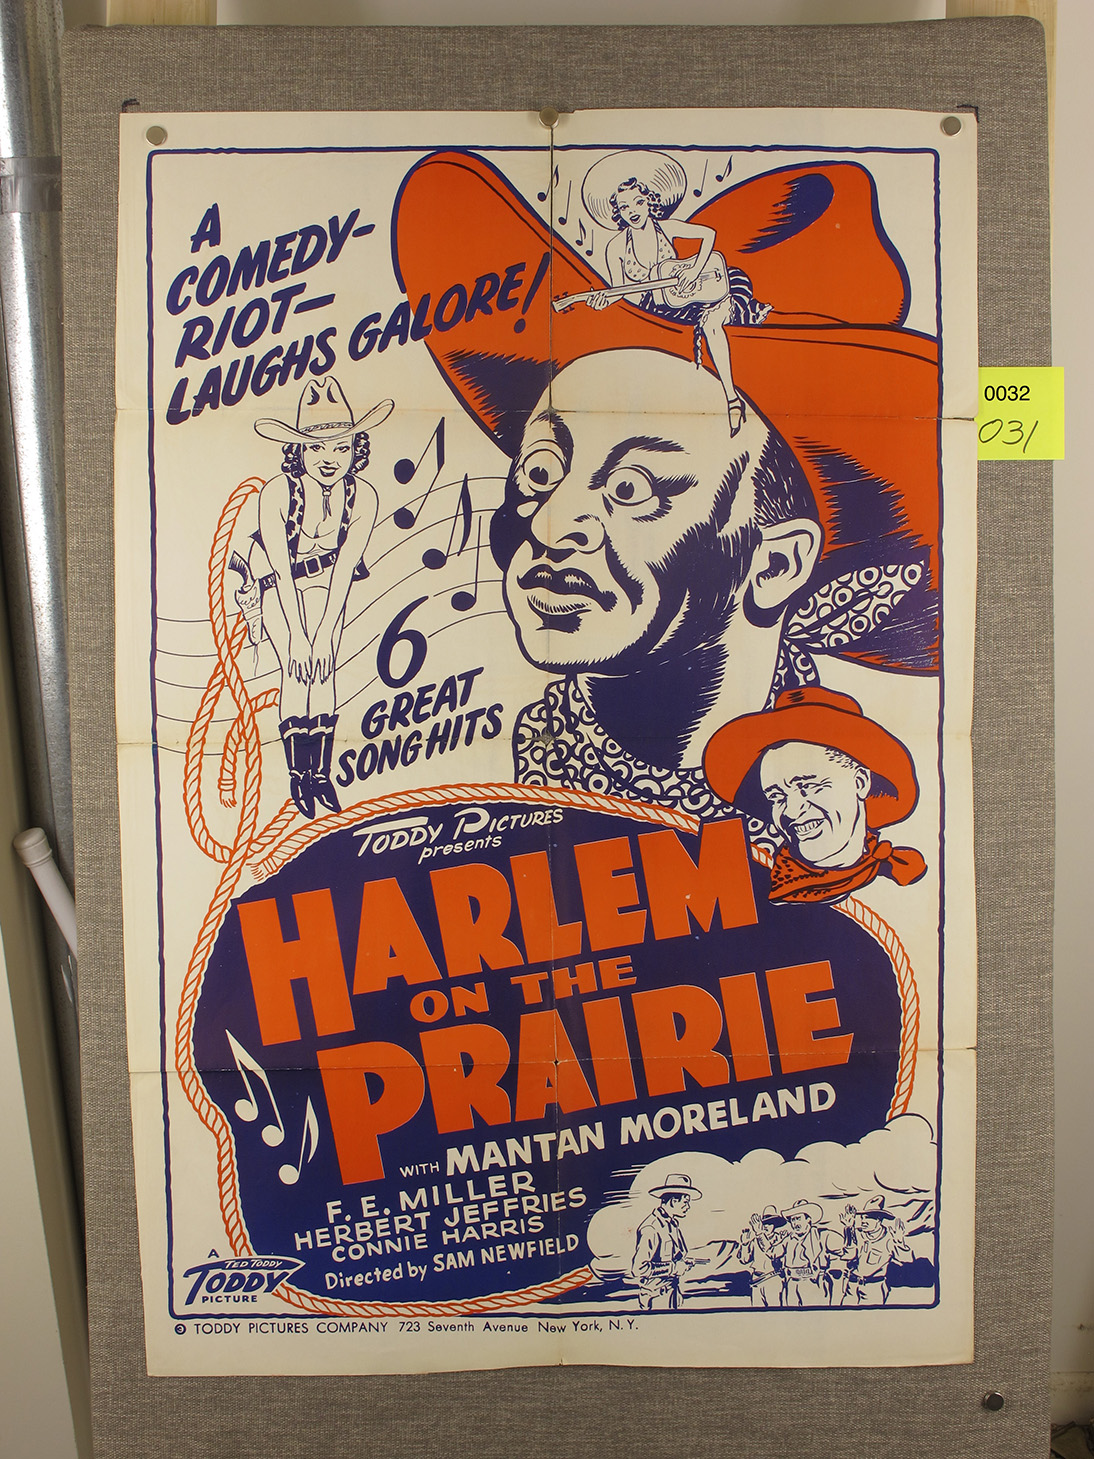 A
COMEDY-
RIOT-
LAUGHS GALORE!
0032
031
6
GREAT
SONG HITS
TODDY PICTURES
presents
HARLEM
ON THE
PRAIRIE
WITH MANTAN MORELAND
F. E. MILLER
HERBERT JEFFRIES
CONNIE HARRIS
Directed by SAM NEWFIELD
A
TED TODDY
TODDY
PICTURE
© TODDY PICTURES COMPANY 723 Seventh Avenue New York, N.Y.